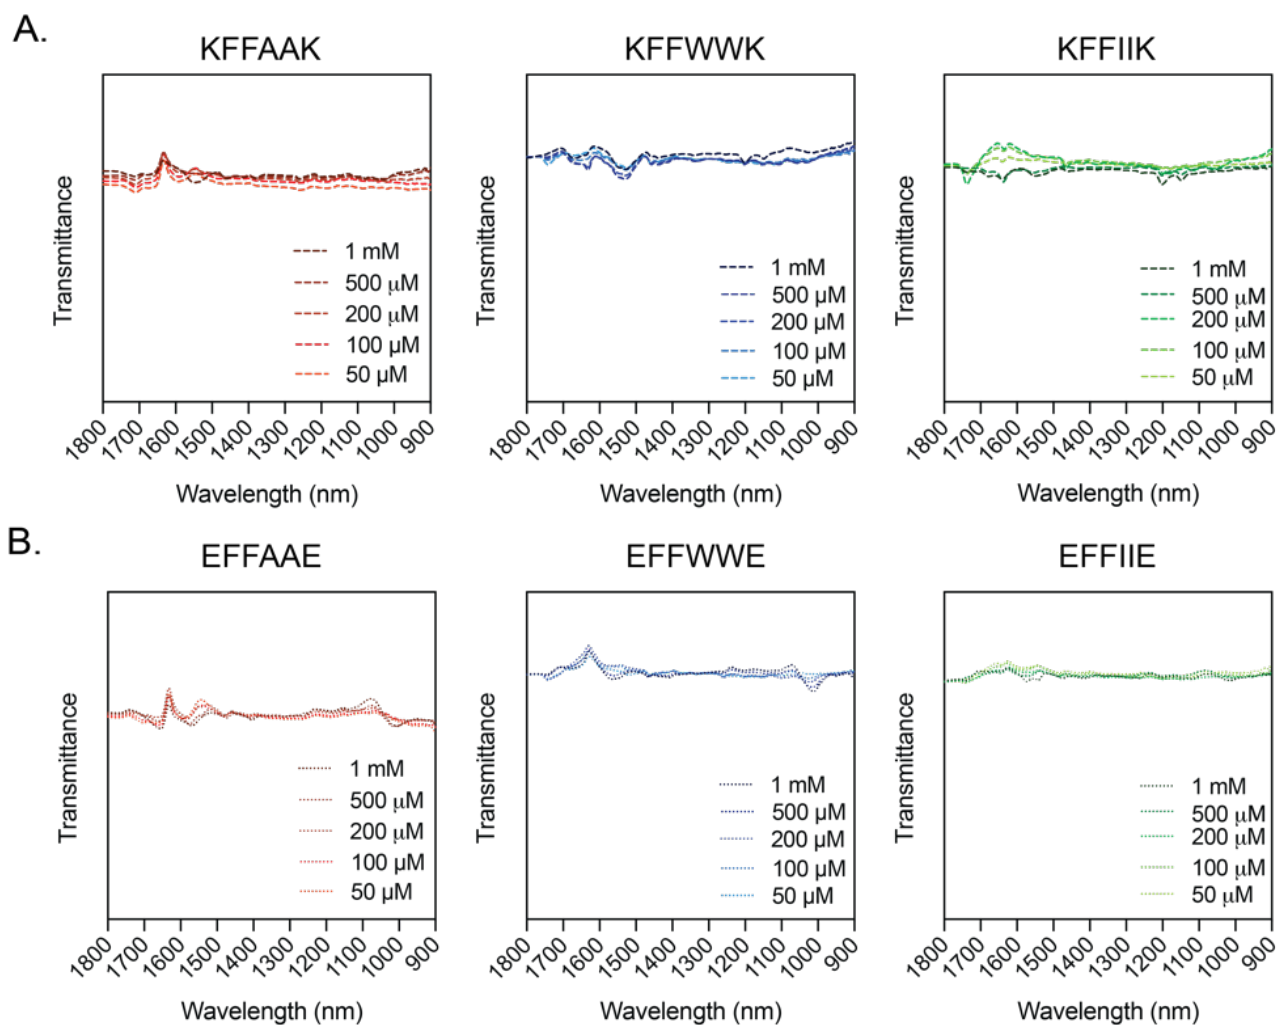 A.
KFFAAK
KFFWWK
KFFIIK
Transmittance
1 mM
500 μM
200 μM
100 μM
50 μM
1800 1700 1600 1500 1400 1300 1200 1100 1000 900
Wavelength (nm)
Transmittance
1 mM
500 μM
200 μM
100 μM
50 μM
1800 1700 1600 1500 1400 1300 1200 1100 1000 900
Wavelength (nm)
Transmittance
1 mM
500 μM
200 μM
100 μM
50 μM
1800 1700 1600 1500 1400 1300 1200 1100 1000 900
Wavelength (nm)
B.
EFFAAE
EFFWWE
EFFIIE
Transmittance
1 mM
500 μM
200 μM
100 μM
50 μM
1800 1700 1600 1500 1400 1300 1200 1100 1000 900
Wavelength (nm)
Transmittance
1 mM
500 μM
200 μM
100 μM
50 μM
1800 1700 1600 1500 1400 1300 1200 1100 1000 900
Wavelength (nm)
Transmittance
1 mM
500 μM
200 μM
100 μM
50 μM
1800 1700 1600 1500 1400 1300 1200 1100 1000 900
Wavelength (nm)